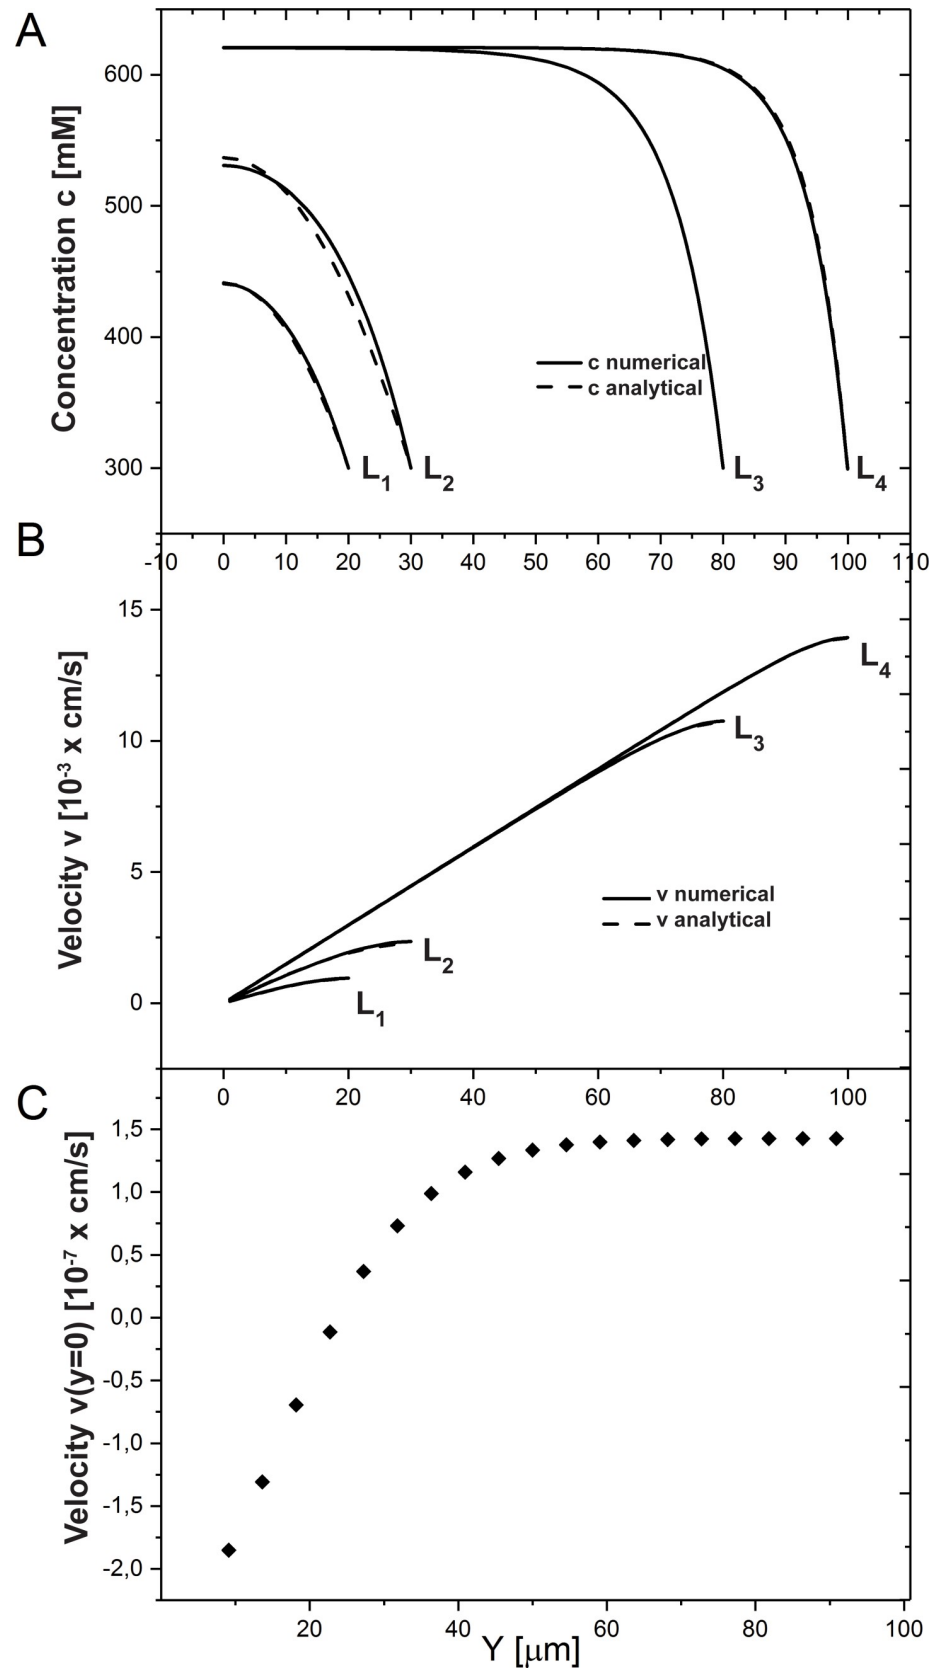 A
Concentration c [mM]
600
500
400
300
c numerical
c analytical
L1
L2
L3
L4
B
-10 0 10 20 30 40 50 60 70 80 90 100 110
Velocity v [10-3 x cm/s]
15
10
5
0
L4
L3
L2
L1
v numerical
v analytical
0 20 40 60 80 100
C
Velocity v(y=0) [10-7 x cm/s]
1,5
1,0
0,5
0,0
-0,5
-1,0
-1,5
-2,0
20 40 60 80 100
Y [μm]